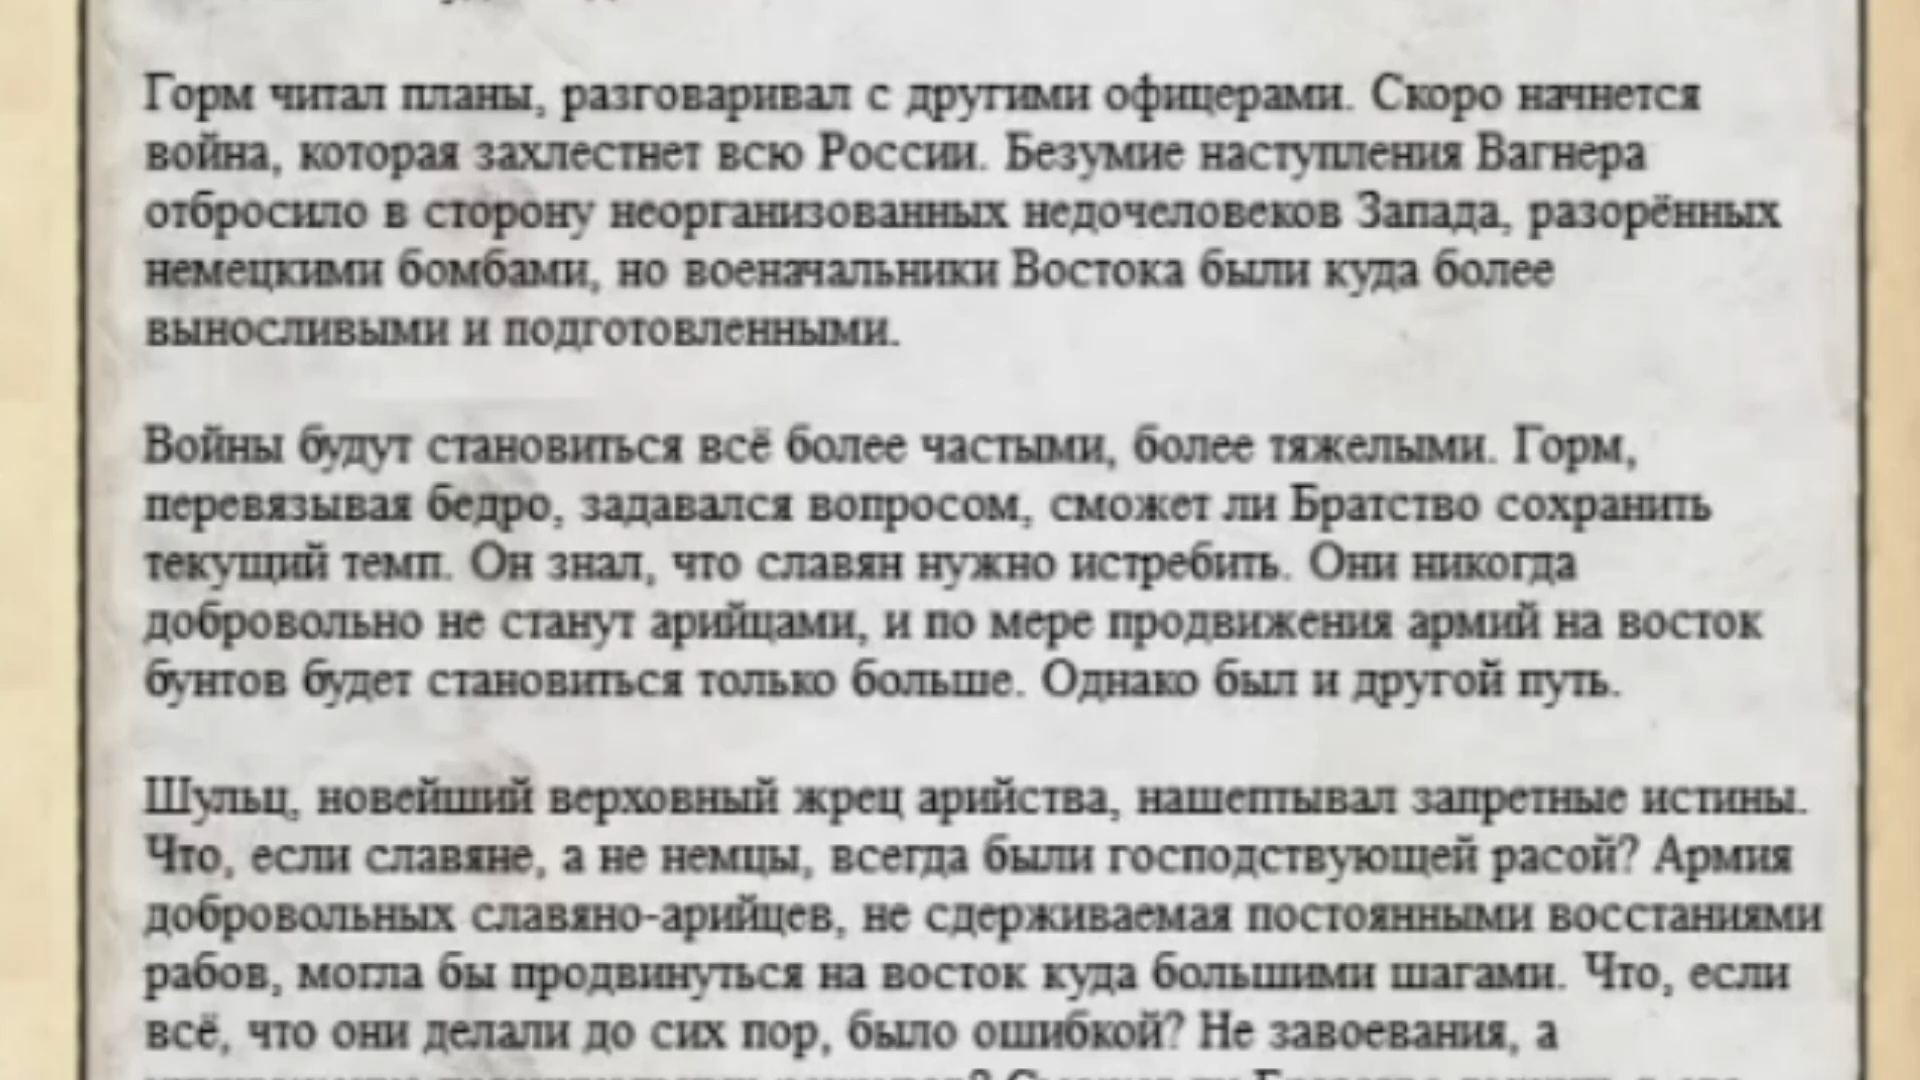 Горм читал планы, разговаривал с другими офицерами. Скоро начнется
война, которая захлестнет всю России. Безумие наступления Вагнера
отбросило в сторону неорганизованных недочеловеков Запада, разорённых
немецкими бомбами, но военачальники Востока были куда более
выносливыми и подготовленными.
Войны будут становиться всё более частыми, более тяжелыми. Горм,
перевязывая бедро, задавался вопросом, сможет ли Братство сохранить
текущий темп. Он знал, что славян нужно истребить. Они никогда
добровольно не станут арийцами, и по мере продвижения армий на восток
бунтов будет становиться только больше. Однако был и другой путь.
Шульц, новейший верховный жрец арийства, нашептывал запретные истины.
Что, если славяне, а не немцы, всегда были господствующей расой? Армия
добровольных славяно-арийцев, не сдерживаемая постоянными восстаниями
рабов, могла бы продвинуться на восток куда большими шагами. Что, если
всё, что они делали до сих пор, было ошибкой? Не завоевания, а